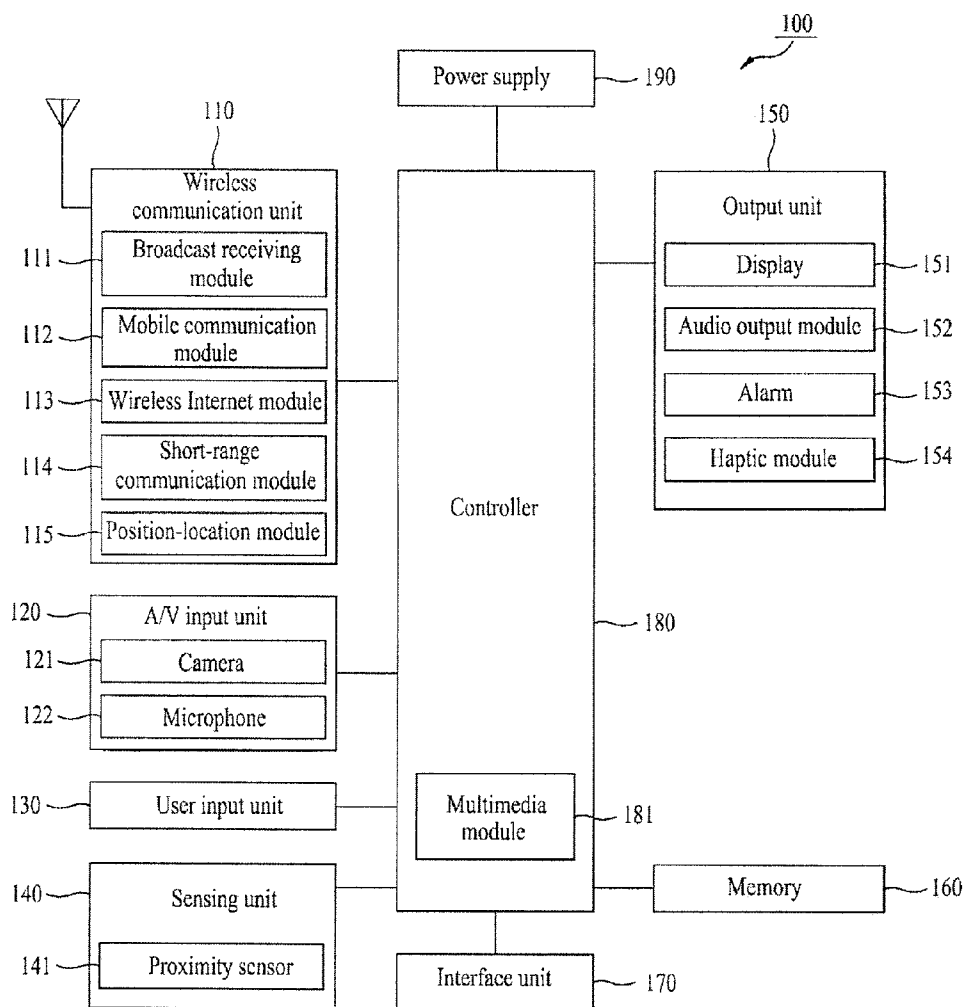 100
Power supply
190
110
150
Wireless
communication unit
111
Broadcast receiving
module
112
Mobile communication
module
113
Wireless Internet module
114
Short-range
communication module
115
Position-location module
Output unit
Display
151
Audio output module
152
Alarm
153
Haptic module
154
Controller
180
120
A/V input unit
121
Camera
122
Microphone
130
User input unit
Multimedia
module
181
140
Sensing unit
141
Proximity sensor
Memory
160
Interface unit
170